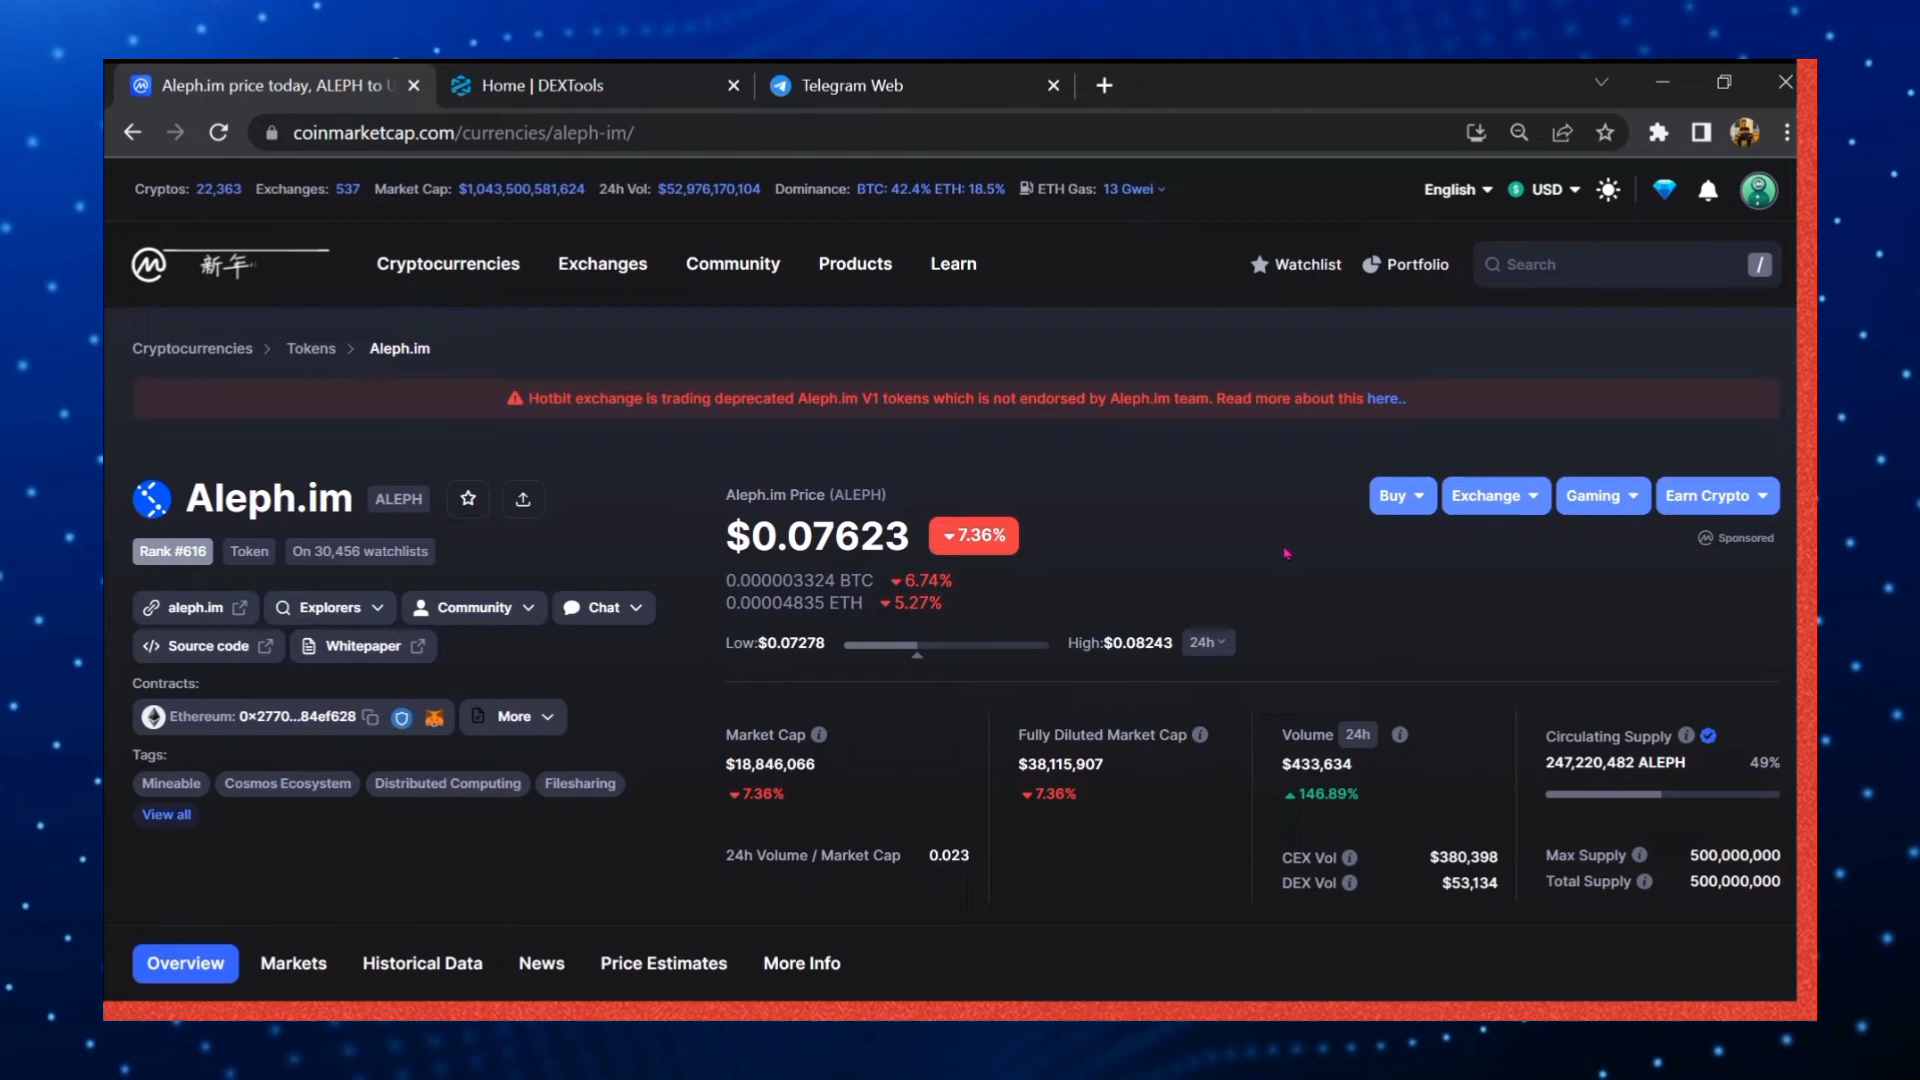 Aleph.im price today, ALEPH to U
Home | DEXTools
Telegram Web
coinmarketcap.com/currencies/aleph-im/
Cryptos: 22,363 Exchanges: 537 Market Cap: $1,043,500,581,624 24h Vol: $52,976,170,104 Dominance: BTC: 42.4% ETH: 18.5% ETH Gas: 13 Gwei
English USD
新年
Cryptocurrencies Exchanges Community Products Learn
Watchlist Portfolio Search /
Cryptocurrencies > Tokens > Aleph.im
Hotbit exchange is trading deprecated Aleph.im V1 tokens which is not endorsed by Aleph.im team. Read more about this here..
Aleph.im ALEPH
Rank #616 Token On 30,456 watchlists
aleph.im Explorers Community Chat
Source code Whitepaper
Contracts:
Ethereum: 0x2770...84ef628 More
Tags:
Mineable Cosmos Ecosystem Distributed Computing Filesharing
View all
Aleph.im Price (ALEPH)
$0.07623 7.36%
0.000003324 BTC 6.74%
0.00004835 ETH 5.27%
Low:$0.07278 High:$0.08243 24h
Buy Exchange Gaming Earn Crypto
Sponsored
Market Cap
$18,846,066
7.36%
24h Volume / Market Cap 0.023
Fully Diluted Market Cap
$38,115,907
7.36%
Volume 24h
$433,634
146.89%
CEX Vol $380,398
DEX Vol $53,134
Circulating Supply
247,220,482 ALEPH 49%
Max Supply 500,000,000
Total Supply 500,000,000
Overview Markets Historical Data News Price Estimates More Info